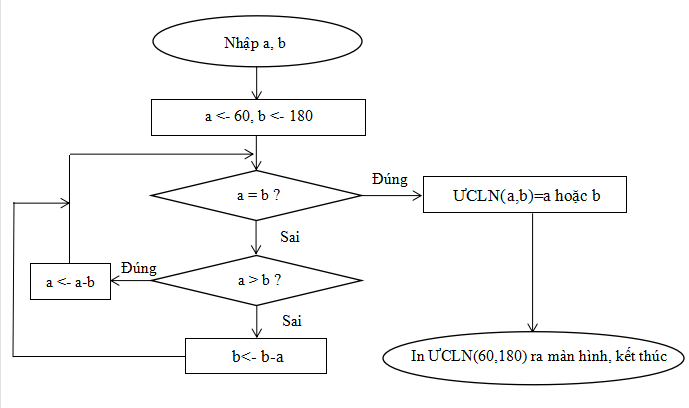 Nhập a, b
a <- 60, b <- 180
a = b ?
Đúng
ƯCLN(a,b)=a hoặc b
Sai
a > b ?
Đúng
a <- a-b
Sai
b<- b-a
In ƯCLN(60,180) ra màn hình, kết thúc